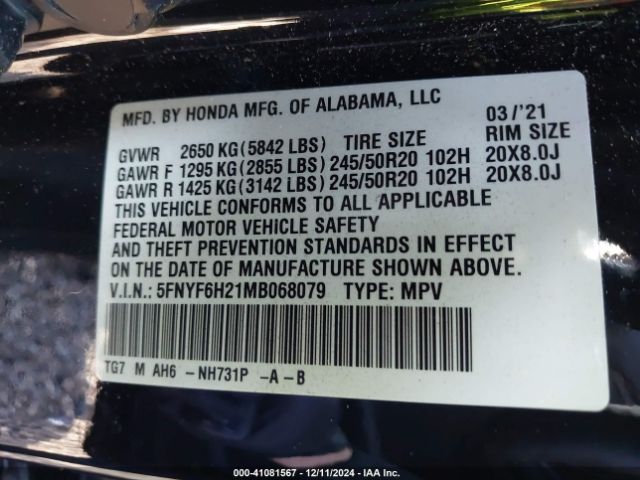 MFD. BY HONDA MFG. OF ALABAMA, LLC 03/'21
GVWR 2650 KG(5842 LBS) TIRE SIZE RIM SIZE
GAWR F 1295 KG(2855 LBS)245/50R20 102H 20X8.0J
GAWR R 1425 KG(3142 LBS)245/50R20 102H 20X8.0J
THIS VEHICLE CONFORMS TO ALL APPLICABLE
FEDERAL MOTOR VEHICLE SAFETY
AND THEFT PREVENTION STANDARDS IN EFFECT
ON THE DATE OF MANUFACTURE SHOWN ABOVE.
V.I.N.: 5FNYF6H21MB068079 TYPE: MPV
TG7 M AH6 -NH731P -A-B
000-41081567 - 12/11/2024 - IAA Inc.